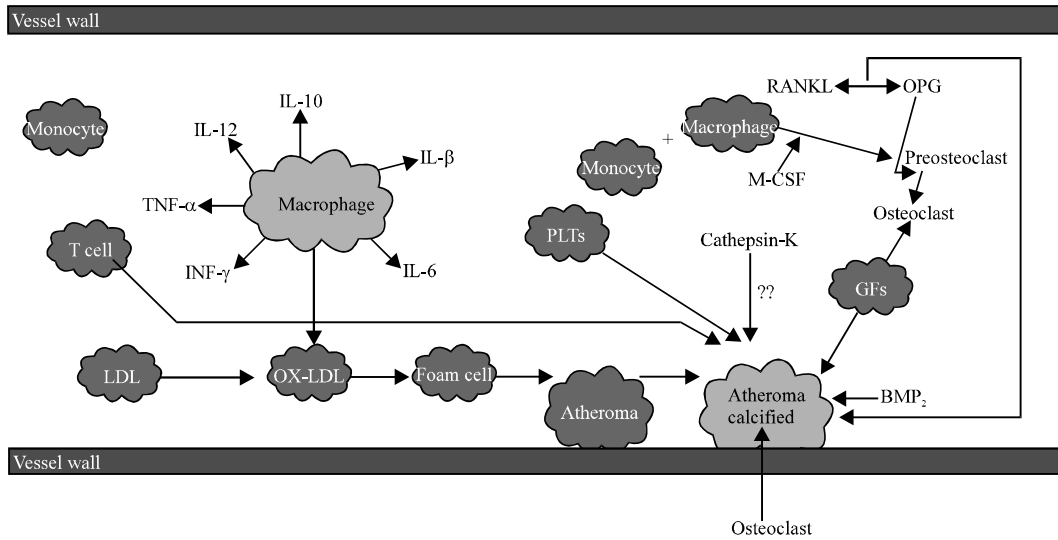 Vessel wall
RANKL
OPG
IL-10
Monocyte
IL-12
Macrophage
+
IL-β
Monocyte
Preosteoclast
M-CSF
TNF-α
Macrophage
Osteoclast
T cell
PLTs
Cathepsin-K
INF-γ
IL-6
??
GFs
LDL
OX-LDL
Foam cell
Atheroma
Atheroma
calcified
BMP₂
Vessel wall
Osteoclast